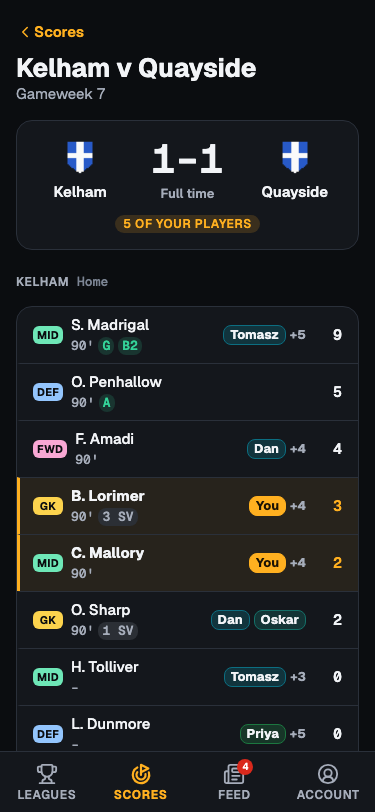 Scores
Kelham v Quayside
Gameweek 7
1–1
Kelham
Full time
Quayside
5 OF YOUR PLAYERS
KELHAM Home
MID S. Madrigal 90' G B2 Tomasz +5 9
DEF O. Penhallow 90' A 5
FWD F. Amadi 90' Dan +4 4
GK B. Lorimer 90' 3 SV You +4 3
MID C. Mallory 90' You +4 2
GK O. Sharp 90' 1 SV Dan Oskar 2
MID H. Tolliver – Tomasz +3 0
DEF L. Dunmore – Priya +5 0
4
LEAGUES SCORES FEED ACCOUNT